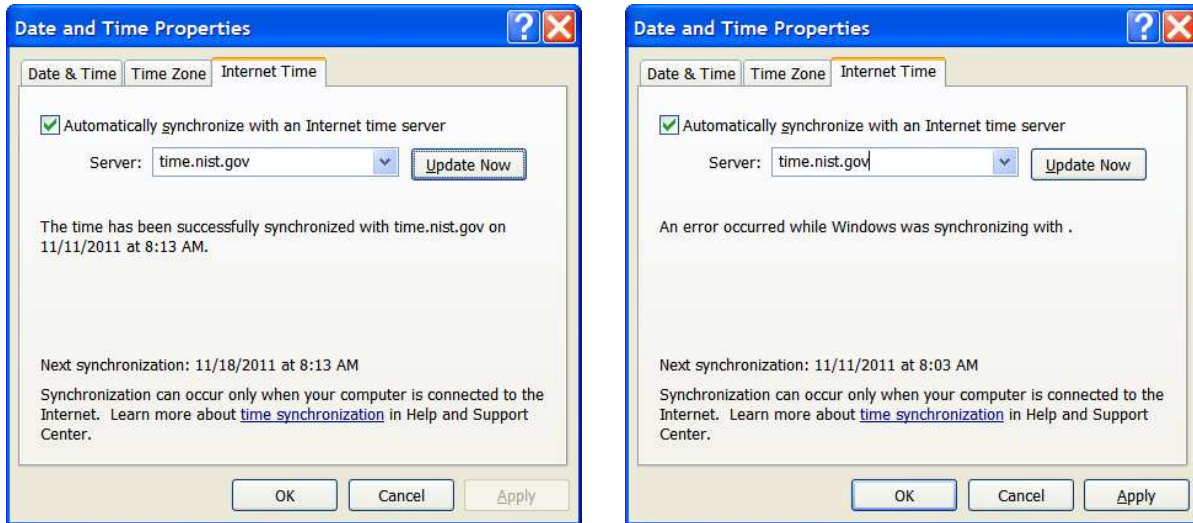 Date and Time Properties
?
Date & Time
Time Zone
Internet Time
Automatically synchronize with an Internet time server
Server:
time.nist.gov
Update Now
The time has been successfully synchronized with time.nist.gov on
11/11/2011 at 8:13 AM.
Next synchronization: 11/18/2011 at 8:13 AM
Synchronization can occur only when your computer is connected to the
Internet. Learn more about time synchronization in Help and Support
Center.
OK
Cancel
Apply
Date and Time Properties
?
Date & Time
Time Zone
Internet Time
Automatically synchronize with an Internet time server
Server:
time.nist.gov
Update Now
An error occurred while Windows was synchronizing with .
Next synchronization: 11/11/2011 at 8:03 AM
Synchronization can occur only when your computer is connected to the
Internet. Learn more about time synchronization in Help and Support
Center.
OK
Cancel
Apply